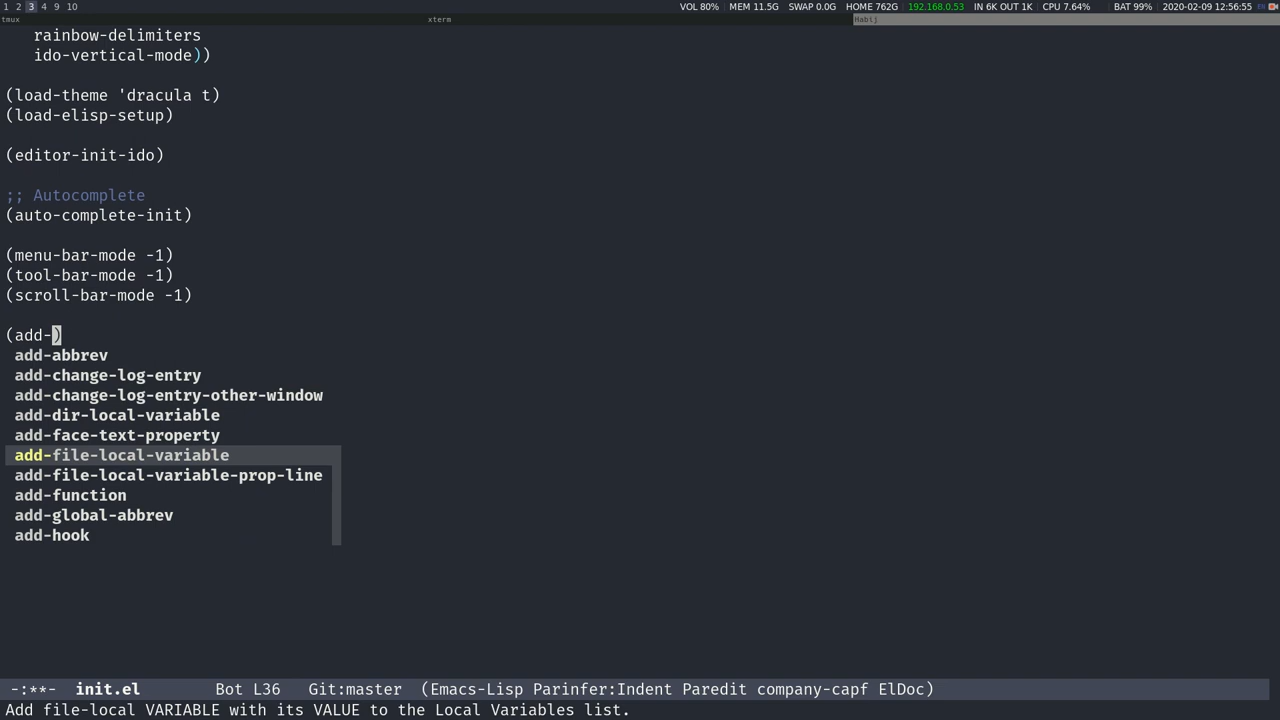 1 2 3 4 9 10 VOL 80% MEM 11.5G SWAP 0.0G HOME 762G 192.168.0.53 IN 6K OUT 1K CPU 7.64% BAT 99% 2020-02-09 12:56:55
tmux xterm Habij
rainbow-delimiters
ido-vertical-mode))
(load-theme 'dracula t)
(load-elisp-setup)
(editor-init-ido)
;; Autocomplete
(auto-complete-init)
(menu-bar-mode -1)
(tool-bar-mode -1)
(scroll-bar-mode -1)
(add-)
add-abbrev
add-change-log-entry
add-change-log-entry-other-window
add-dir-local-variable
add-face-text-property
add-file-local-variable
add-file-local-variable-prop-line
add-function
add-global-abbrev
add-hook
-:**- init.el Bot L36 Git:master (Emacs-Lisp Parinfer:Indent Paredit company-capf ElDoc)
Add file-local VARIABLE with its VALUE to the Local Variables list.